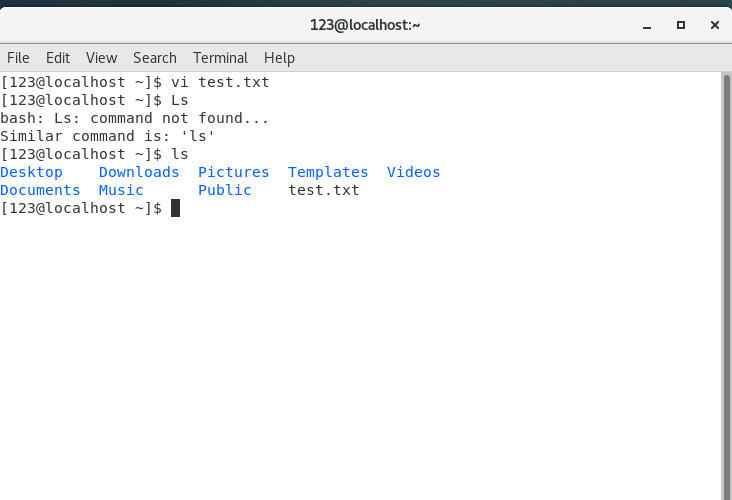 123@localhost:~
File Edit View Search Terminal Help
[123@localhost ~]$ vi test.txt
[123@localhost ~]$ Ls
bash: Ls: command not found...
Similar command is: 'ls'
[123@localhost ~]$ ls
Desktop    Downloads  Pictures  Templates  Videos
Documents  Music      Public    test.txt
[123@localhost ~]$